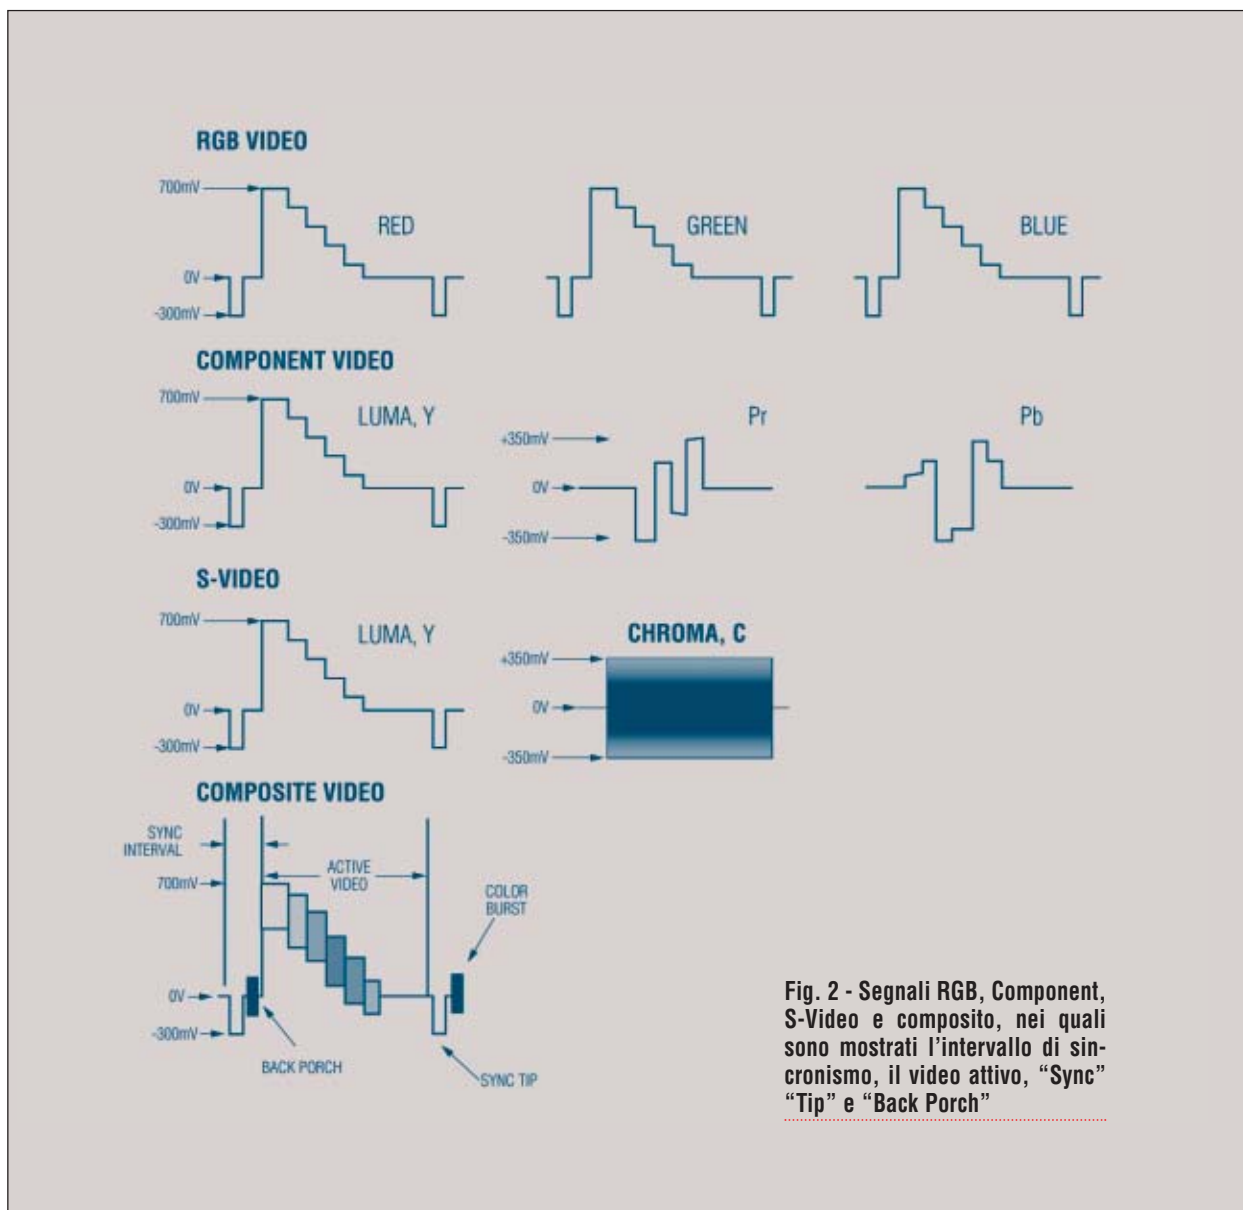 RGB VIDEO
700mV
RED
GREEN
BLUE
0V
-300mV
COMPONENT VIDEO
700mV
LUMA, Y
Pr
Pb
+350mV
0V
0V
-300mV
-350mV
S-VIDEO
700mV
LUMA, Y
CHROMA, C
+350mV
0V
0V
-300mV
-350mV
COMPOSITE VIDEO
SYNC
INTERVAL
ACTIVE
VIDEO
700mV
COLOR
BURST
0V
-300mV
BACK PORCH
SYNC TIP
Fig. 2 - Segnali RGB, Component,
S-Video e composito, nei quali
sono mostrati l'intervallo di sin-
cronismo, il video attivo, “Sync”
“Tip” e “Back Porch”